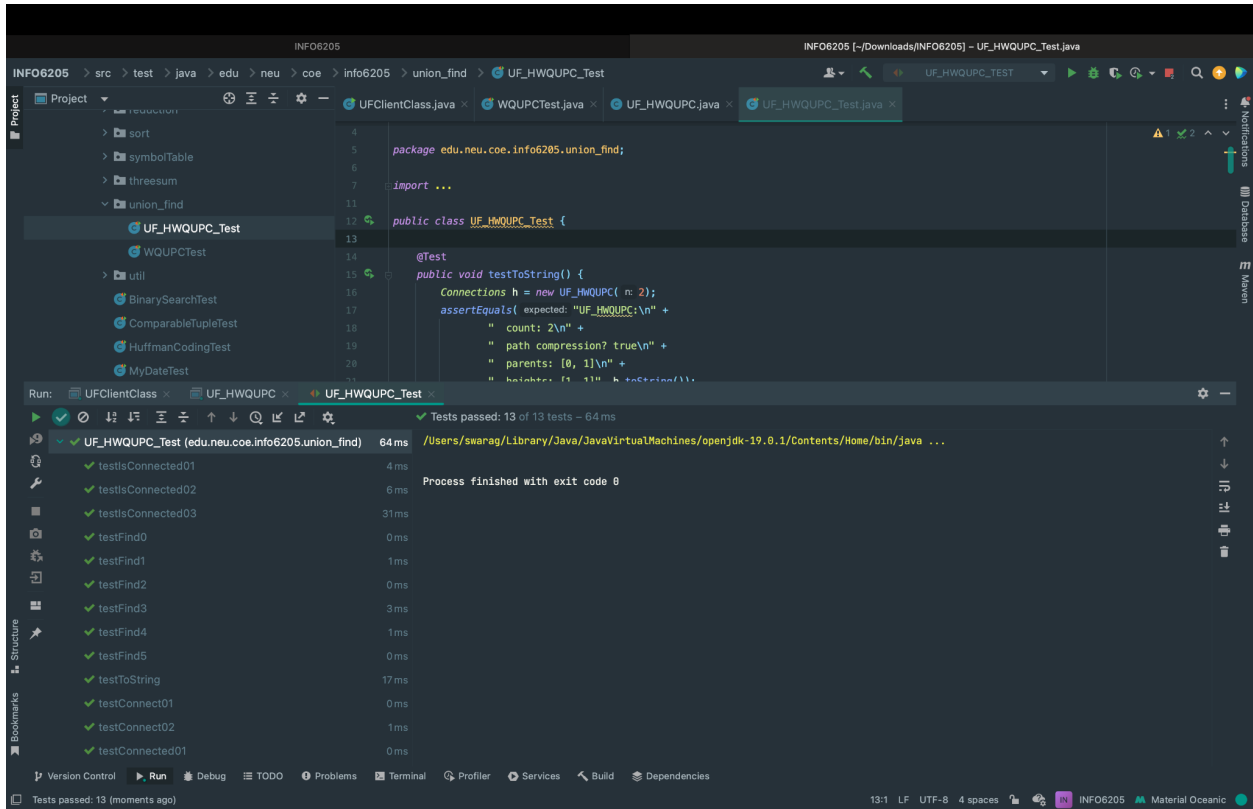 INFO6205
INFO6205 [~/Downloads/INFO6205] – UF_HWQUPC_Test.java
INFO6205 > src > test > java > edu > neu > coe > info6205 > union_find > UF_HWQUPC_Test
UF_HWQUPC_TEST
Project
Project
UFClientClass.java ×
WQUPCTest.java ×
UF_HWQUPC.java ×
UF_HWQUPC_Test.java ×
Notifications
Database
Maven
sort
symbolTable
threesum
union_find
UF_HWQUPC_Test
WQUPCTest
util
BinarySearchTest
ComparableTupleTest
HuffmanCodingTest
MyDateTest
1 2
4
5 package edu.neu.coe.info6205.union_find;
6
7 import ...
11
12 public class UF_HWQUPC_Test {
13
14 @Test
15 public void testToString() {
16 Connections h = new UF_HWQUPC( n: 2);
17 assertEquals( expected: "UF_HWQUPC:\n" +
18 "  count: 2\n" +
19 "  path compression? true\n" +
20 "  parents: [0, 1]\n" +
21 "  heights: [1, 1]", h.toString());
Run: UFClientClass × UF_HWQUPC × UF_HWQUPC_Test ×
Tests passed: 13 of 13 tests – 64 ms
UF_HWQUPC_Test (edu.neu.coe.info6205.union_find) 64 ms
testIsConnected01 4 ms
testIsConnected02 6 ms
testIsConnected03 31 ms
testFind0 0 ms
testFind1 1 ms
testFind2 0 ms
testFind3 3 ms
testFind4 1 ms
testFind5 0 ms
testToString 17 ms
testConnect01 0 ms
testConnect02 1 ms
testConnected01 0 ms
/Users/swarag/Library/Java/JavaVirtualMachines/openjdk-19.0.1/Contents/Home/bin/java ...
Process finished with exit code 0
Structure
Bookmarks
Version Control Run Debug TODO Problems Terminal Profiler Services Build Dependencies
Tests passed: 13 (moments ago)
13:1 LF UTF-8 4 spaces IN INFO6205 Material Oceanic